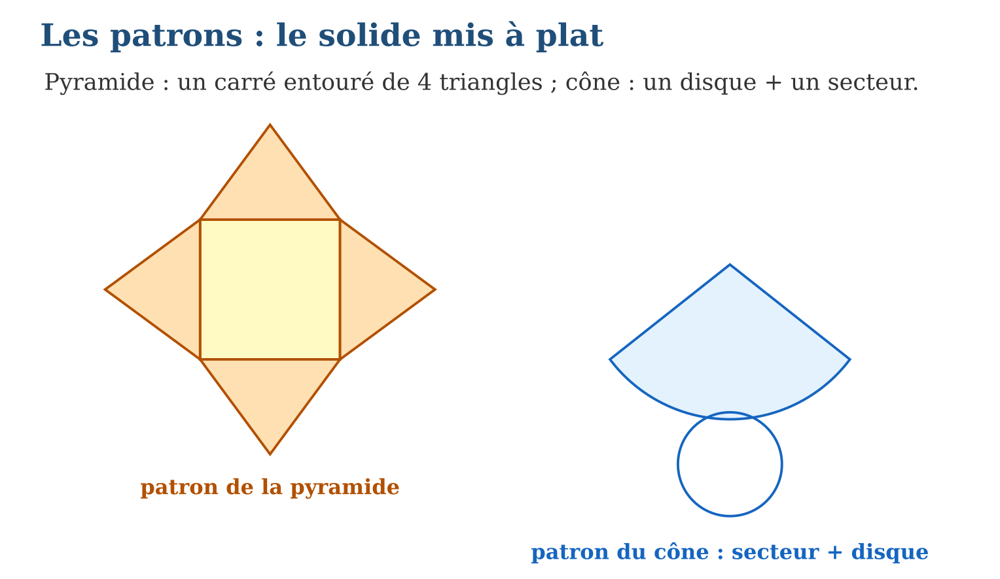 Les patrons : le solide mis à plat
Pyramide : un carré entouré de 4 triangles ; cône : un disque + un secteur.
patron de la pyramide
patron du cône : secteur + disque